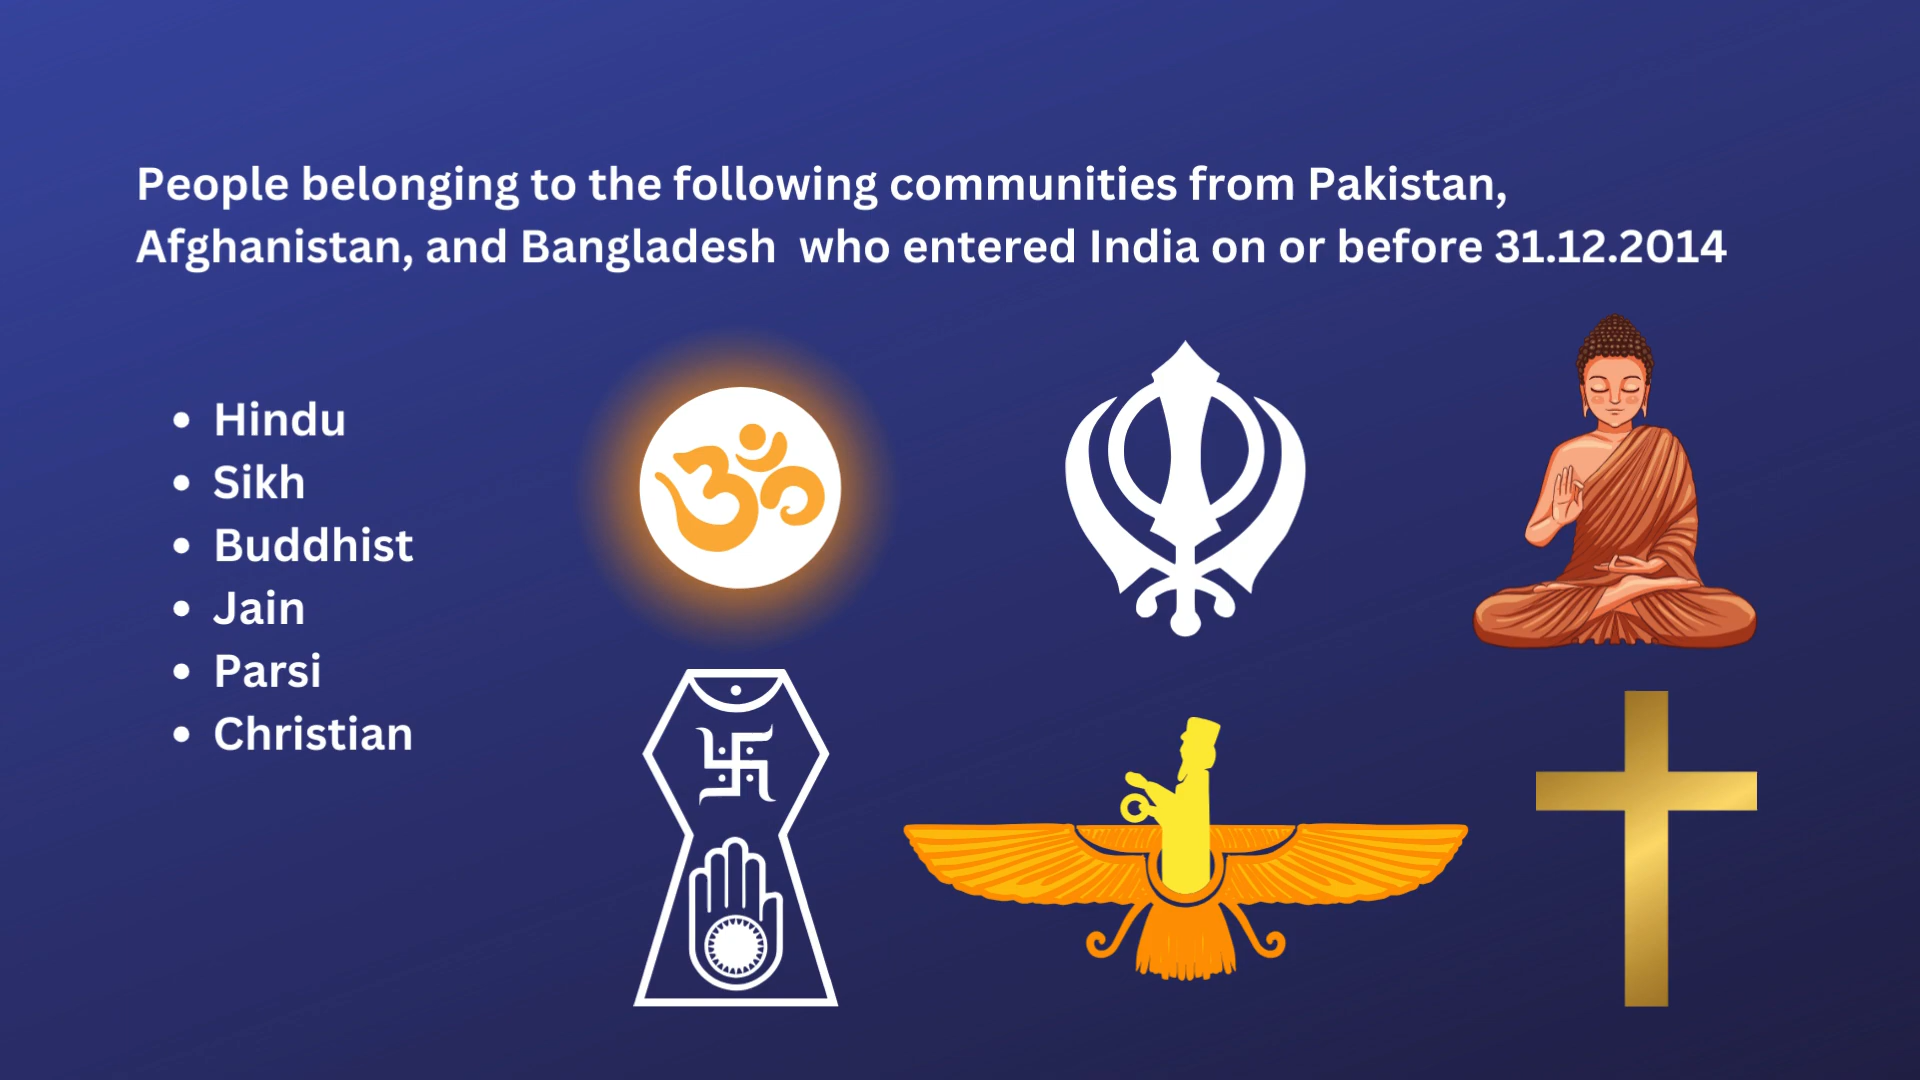 People belonging to the following communities from Pakistan,
Afghanistan, and Bangladesh who entered India on or before 31.12.2014
• Hindu
• Sikh
• Buddhist
• Jain
• Parsi
• Christian
ॐ